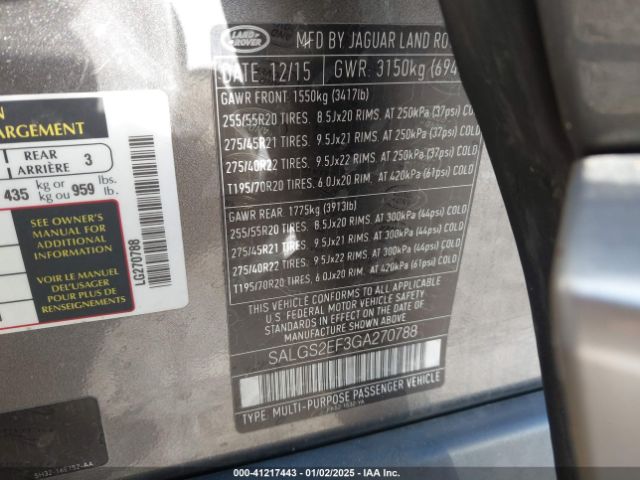 N
ARGEMENT
REAR
ARRIÈRE 3
435 kg or
kg ou 959 lbs.
lb.
SEE OWNER'S
MANUAL FOR
ADDITIONAL
INFORMATION
VOIR LE MANUEL
DEL'USAGER
POUR PLUS DE
RENSEIGNEMENTS
LG270788
LAND
ROVER
MFD BY JAGUAR LAND RO
DATE: 12/15 GWR: 3150kg (694
GAWR FRONT: 1550kg (3417lb)
255/55R20 TIRES. 8.5Jx20 RIMS. AT 250kPA (37psi) COLD
275/45R21 TIRES. 9.5Jx21 RIMS. AT 250kPA (37psi) COLD
275/40R22 TIRES. 9.5Jx22 RIMS. AT 250kPA (37psi) COLD
T195/70R20 TIRES. 6.0Jx20 RIMS. AT 420kPA (61psi) COLD
GAWR REAR 1775kg (3913lb)
255/55R20 TIRES. 8.5Jx20 RIMS. AT 300kPA (44psi) COLD
275/45R21 TIRES. 9.5Jx21 RIMS. AT 300kPA (44psi) COLD
275/40R22 TIRES. 9.5Jx22 RIMS. AT 300kPA (44psi) COLD
T195/70R20 TIRES. 6.0Jx20 RIMS. AT 420kPA (61psi) COLD
THIS VEHICLE CONFORMS TO ALL APPLICABLE
U.S. FEDERAL MOTOR VEHICLE SAFETY
STANDARDS IN EFFECT ON THE DATE OF
MANUFACTURE SHOWN ABOVE.
SALGS2EF3GA270788
TYPE: MULTI-PURPOSE PASSENGER VEHICLE
IAA 000-41217443 01/02/2025 Copyright IAA, LLC.